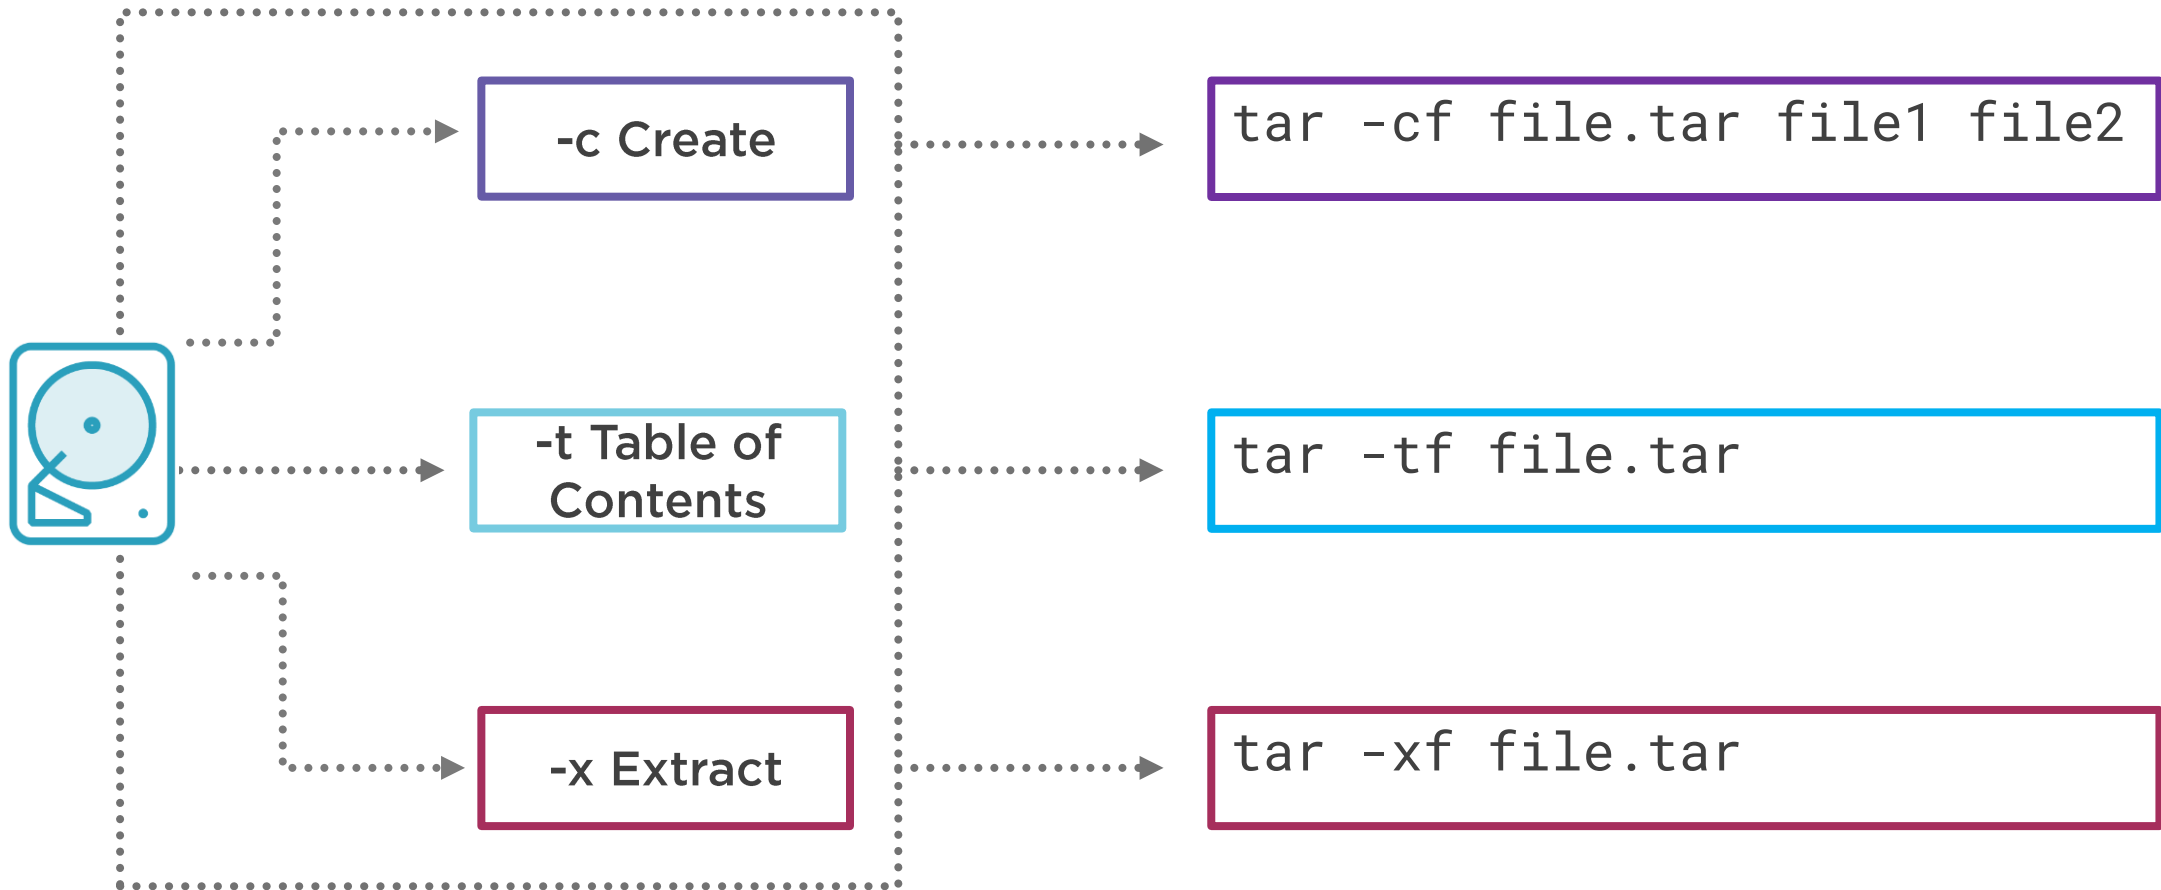 -c Create
tar -cf file.tar file1 file2
-t Table of
Contents
tar -tf file.tar
-x Extract
tar -xf file.tar